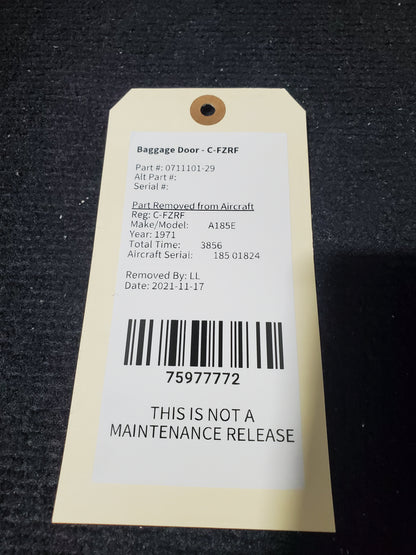 Baggage Door - C-FZRF
Part #: 0711101-29
Alt Part #:
Serial #:
Part Removed from Aircraft
Reg: C-FZRF
Make/Model: A185E
Year: 1971
Total Time: 3856
Aircraft Serial: 185 01824
Removed By: LL
Date: 2021-11-17
75977772
THIS IS NOT A
MAINTENANCE RELEASE